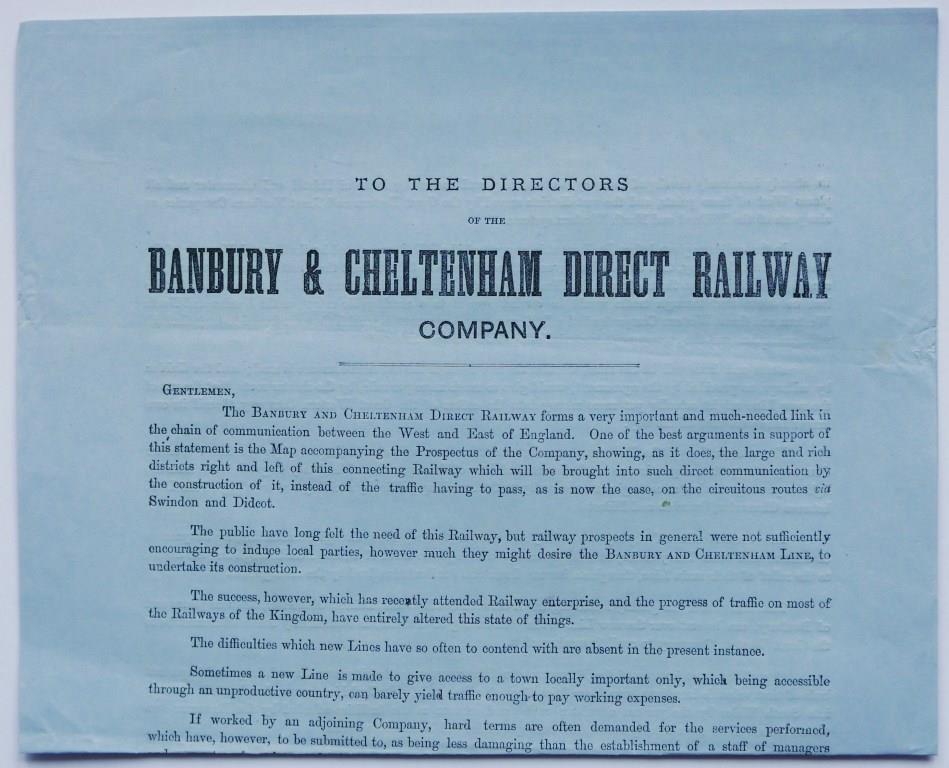 TO THE DIRECTORS
OF THE
BANBURY & CHELTENHAM DIRECT RAILWAY
COMPANY.
GENTLEMEN,
The BANBURY AND CHELTENHAM DIRECT RAILWAY forms a very important and much-needed link in
the chain of communication between the West and East of England. One of the best arguments in support of
this statement is the Map accompanying the Prospectus of the Company, showing, as it does, the large and rich
districts right and left of this connecting Railway which will be brought into such direct communication by
the construction of it, instead of the traffic having to pass, as is now the case, on the circuitous routes via
Swindon and Didcot.
The public have long felt the need of this Railway, but railway prospects in general were not sufficiently
encouraging to induce local parties, however much they might desire the BANBURY AND CHELTENHAM LINE, to
undertake its construction.
The success, however, which has recently attended Railway enterprise, and the progress of traffic on most of
the Railways of the Kingdom, have entirely altered this state of things.
The difficulties which new Lines have so often to contend with are absent in the present instance.
Sometimes a new Line is made to give access to a town locally important only, which being accessible
through an unproductive country, can barely yield traffic enough to pay working expenses.
If worked by an adjoining Company, hard terms are often demanded for the services performed,
which have, however, to be submitted to, as being less damaging than the establishment of a staff of managers